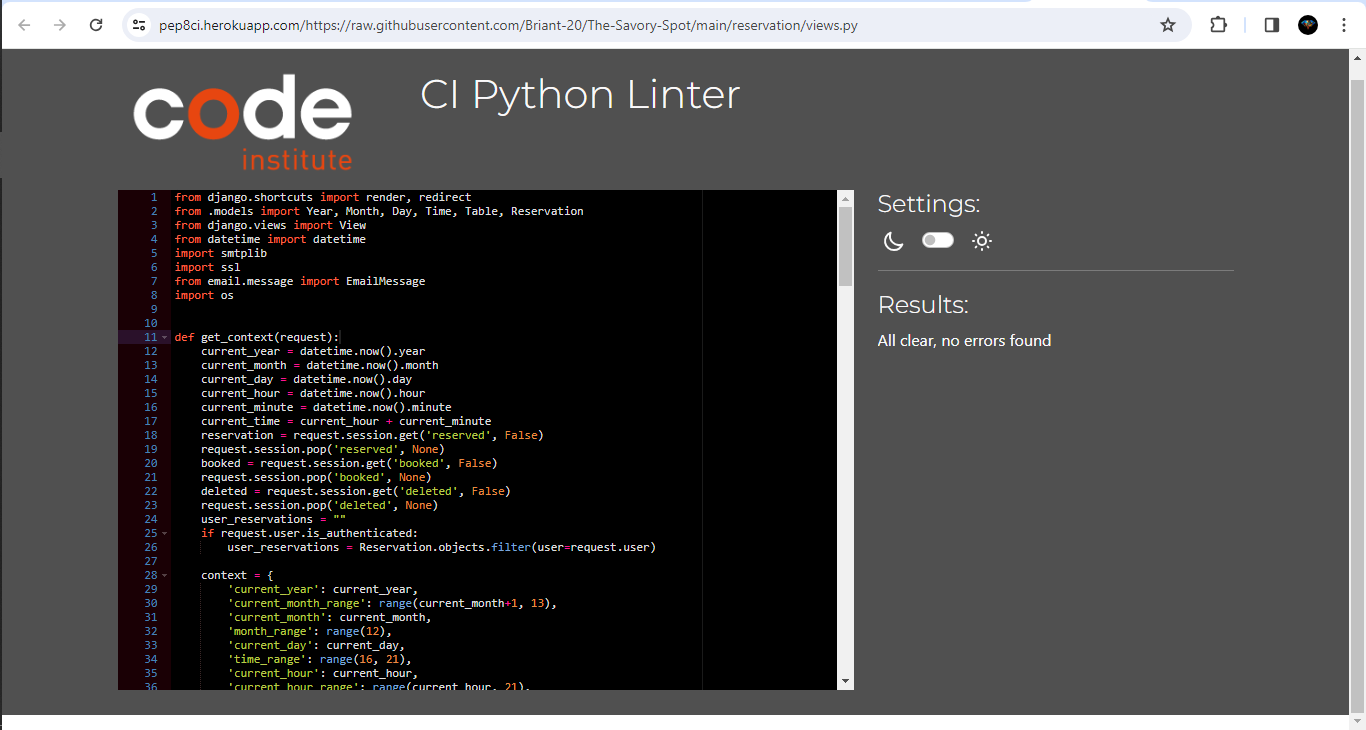 pep8ci.herokuapp.com/https://raw.githubusercontent.com/Briant-20/The-Savory-Spot/main/reservation/views.py
code
institute
CI Python Linter
1 from django.shortcuts import render, redirect
2 from .models import Year, Month, Day, Time, Table, Reservation
3 from django.views import View
4 from datetime import datetime
5 import smtplib
6 import ssl
7 from email.message import EmailMessage
8 import os
9
10
11 def get_context(request):
12     current_year = datetime.now().year
13     current_month = datetime.now().month
14     current_day = datetime.now().day
15     current_hour = datetime.now().hour
16     current_minute = datetime.now().minute
17     current_time = current_hour + current_minute
18     reservation = request.session.get('reserved', False)
19     request.session.pop('reserved', None)
20     booked = request.session.get('booked', False)
21     request.session.pop('booked', None)
22     deleted = request.session.get('deleted', False)
23     request.session.pop('deleted', None)
24     user_reservations = ""
25     if request.user.is_authenticated:
26         user_reservations = Reservation.objects.filter(user=request.user)
27
28     context = {
29         'current_year': current_year,
30         'current_month_range': range(current_month+1, 13),
31         'current_month': current_month,
32         'month_range': range(12),
33         'current_day': current_day,
34         'time_range': range(16, 21),
35         'current_hour': current_hour,
36         'current_hour_range': range(current_hour, 21),
Settings:
Results:
All clear, no errors found